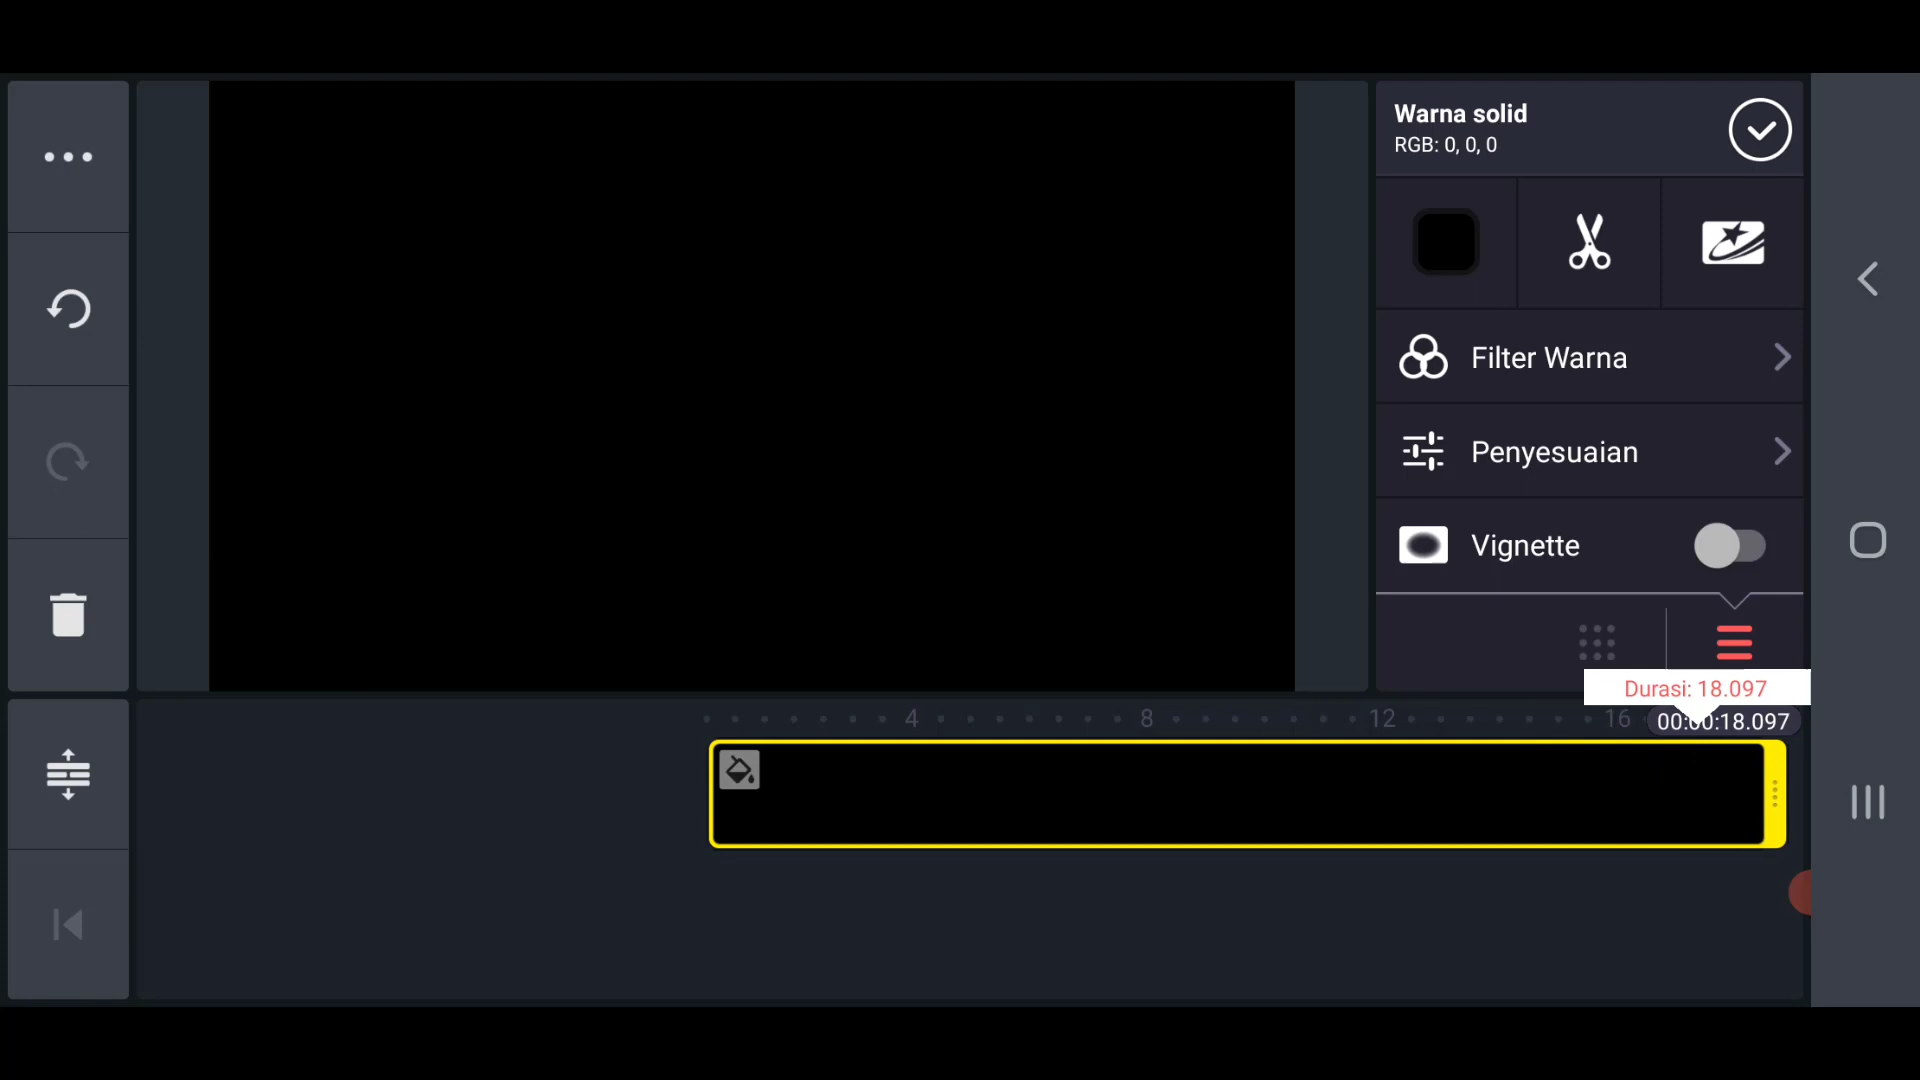 Warna solid
RGB: 0, 0, 0
Filter Warna
Penyesuaian
Vignette
Durasi: 18.097
4 8 12 16 00:00:18.097